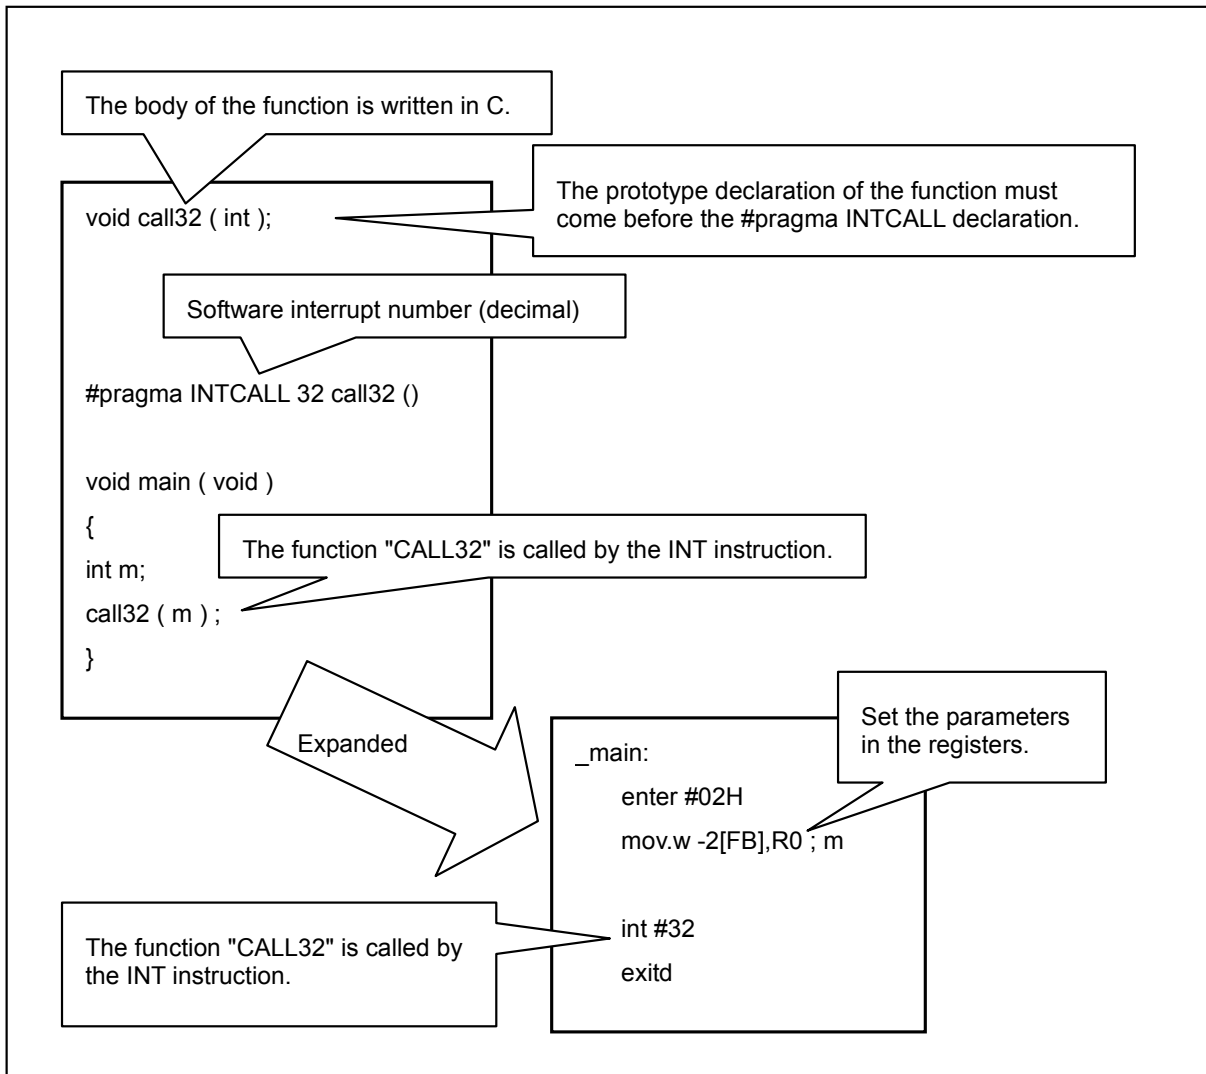 The body of the function is written in C.
void call32 ( int );
The prototype declaration of the function must
come before the #pragma INTCALL declaration.
Software interrupt number (decimal)
#pragma INTCALL 32 call32 ()
void main ( void )
{
The function "CALL32" is called by the INT instruction.
int m;
call32 ( m ) ;
}
Expanded
Set the parameters
in the registers.
_main:
enter #02H
mov.w -2[FB],R0 ; m
int #32
exitd
The function "CALL32" is called by
the INT instruction.